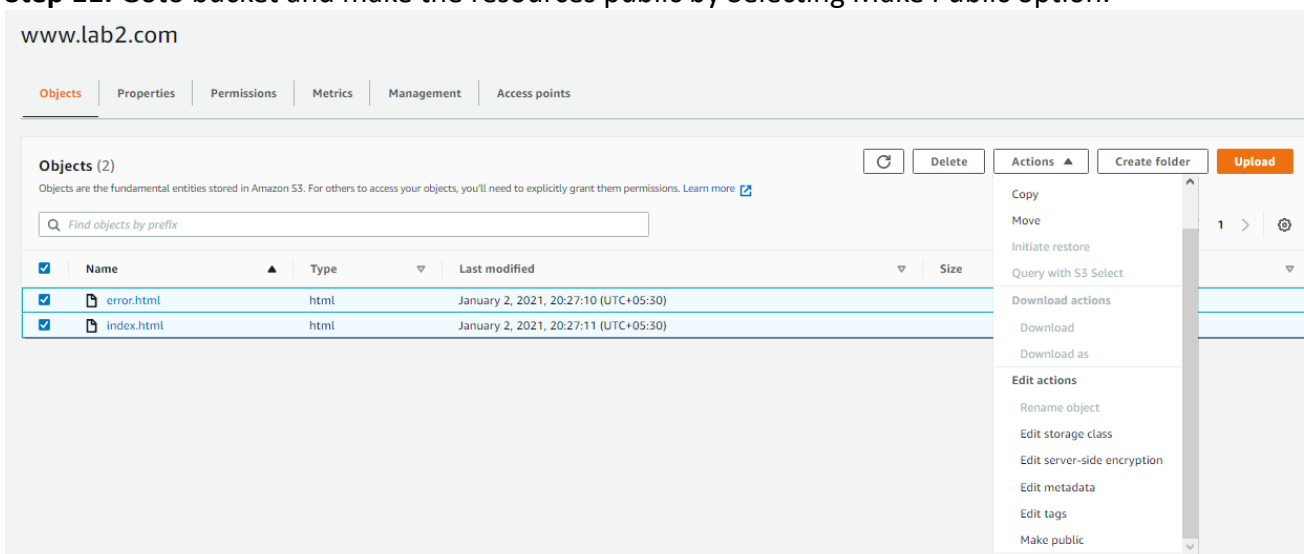 Step 11: Goto bucket and make the resources public by Selecting Make Public option.
www.lab2.com
Objects Properties Permissions Metrics Management Access points
Objects (2) Delete Actions Create folder Upload
Objects are the fundamental entities stored in Amazon S3. For others to access your objects, you'll need to explicitly grant them permissions. Learn more
Find objects by prefix
1
Name Type Last modified Size
error.html html January 2, 2021, 20:27:10 (UTC+05:30)
index.html html January 2, 2021, 20:27:11 (UTC+05:30)
Copy
Move
Initiate restore
Query with S3 Select
Download actions
Download
Download as
Edit actions
Rename object
Edit storage class
Edit server-side encryption
Edit metadata
Edit tags
Make public